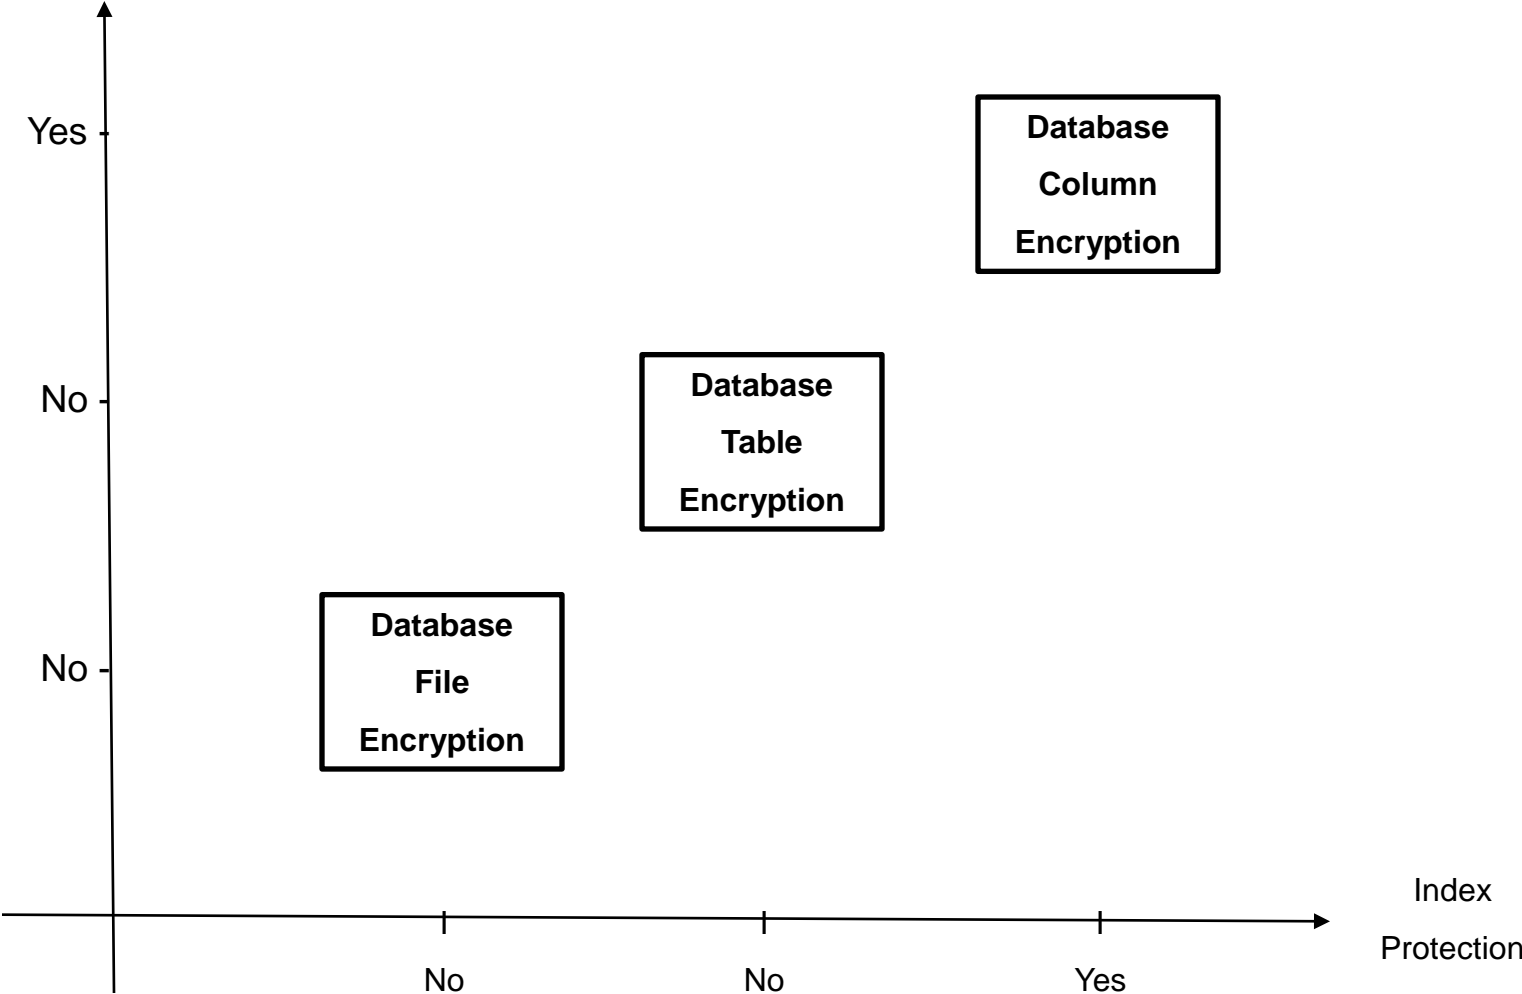 Yes
Database
Column
Encryption
No
Database
Table
Encryption
No
Database
File
Encryption
Index
Protection
No
No
Yes